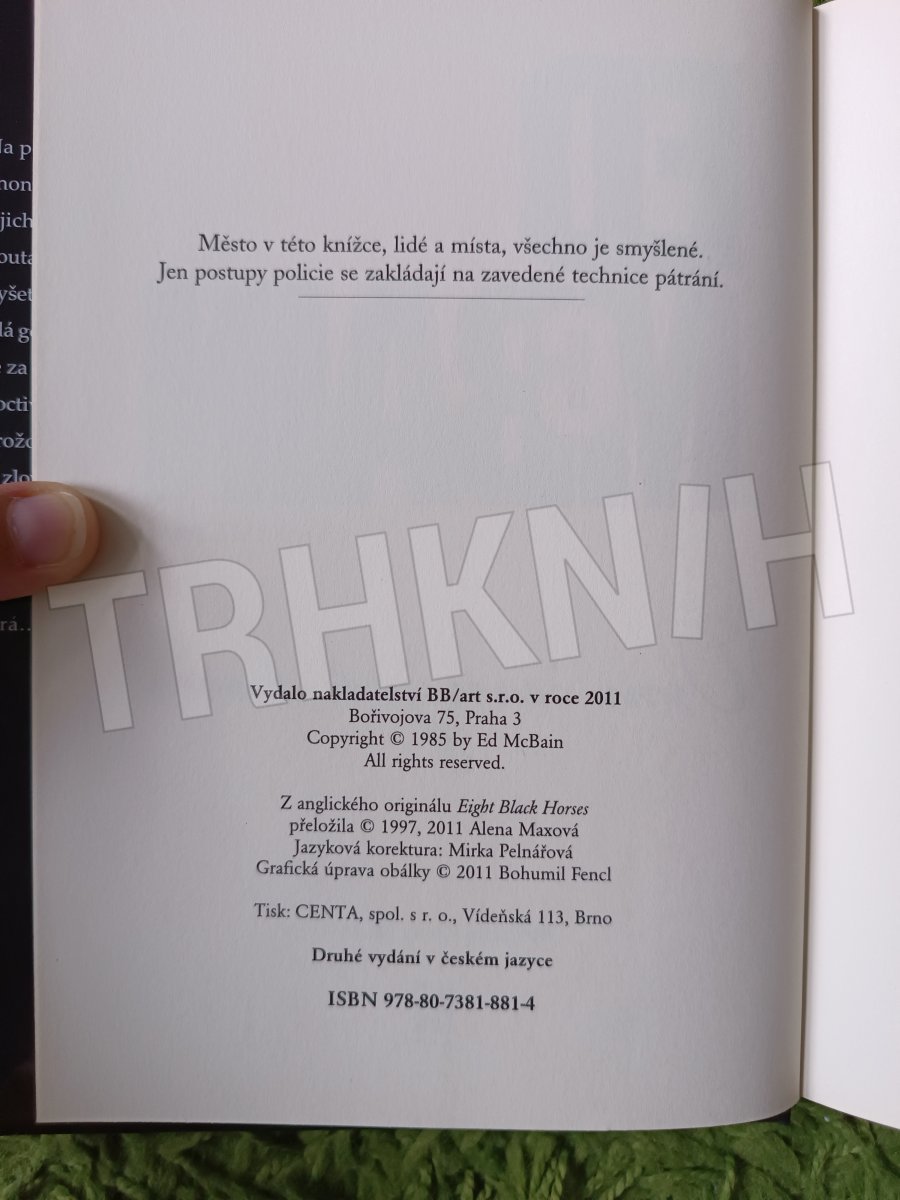 Město v této knížce, lidé a místa, všechno je smyšlené.
Jen postupy policie se zakládají na zavedené technice pátrání.
TRHKNIH
Vydalo nakladatelství BB/art s.r.o. v roce 2011
Bořivojova 75, Praha 3
Copyright © 1985 by Ed McBain
All rights reserved.
Z anglického originálu Eight Black Horses
přeložila © 1997, 2011 Alena Maxová
Jazyková korektura: Mirka Pelnářová
Grafická úprava obálky © 2011 Bohumil Fencl
Tisk: CENTA, spol. s r. o., Vídeňská 113, Brno
Druhé vydání v českém jazyce
ISBN 978-80-7381-881-4